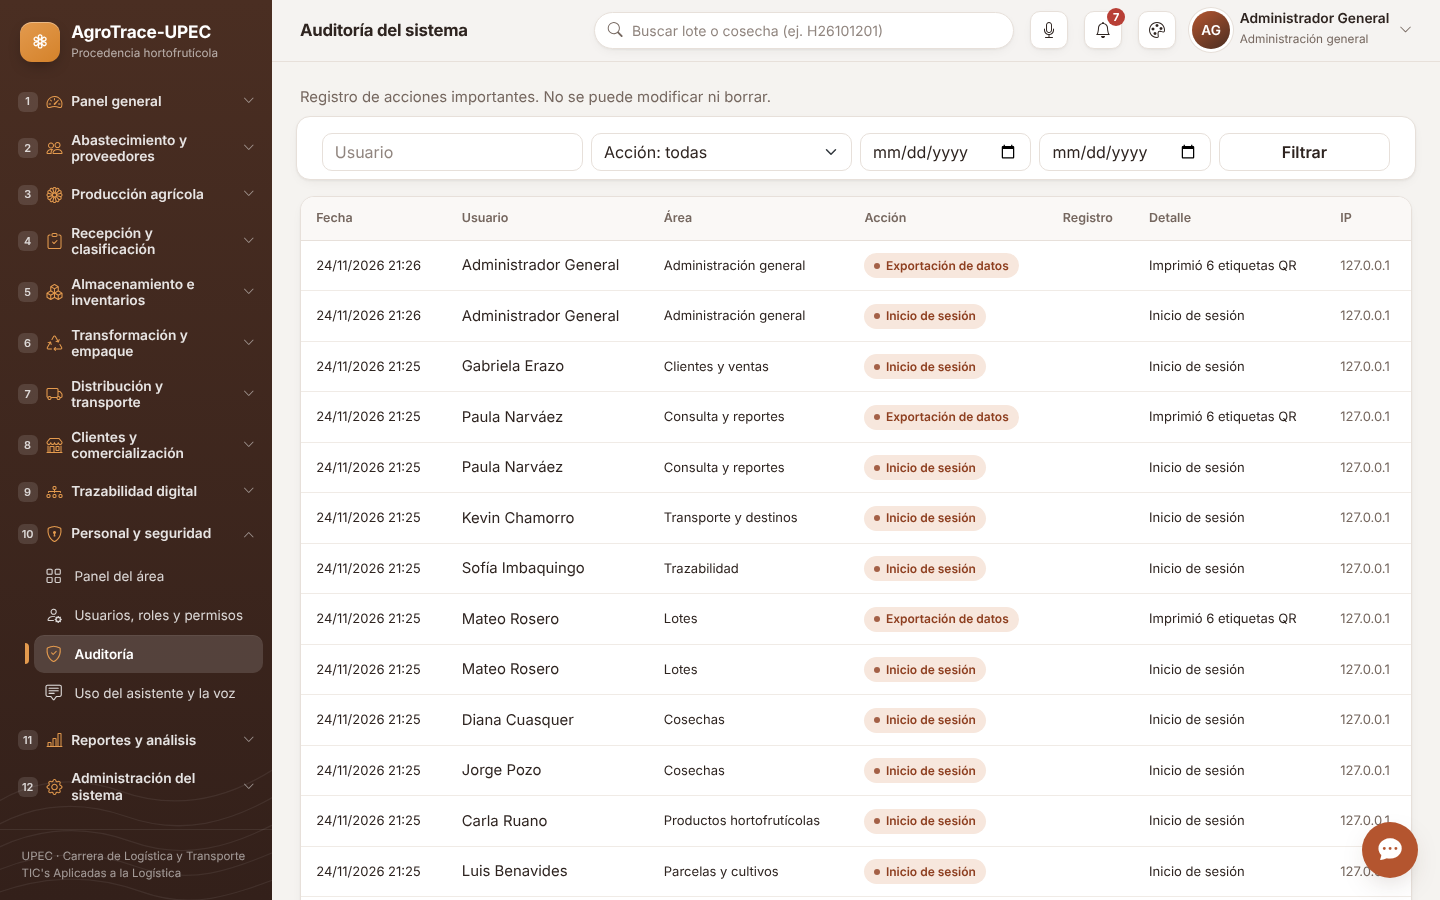 AgroTrace-UPEC
Procedencia hortofrutícola
1 Panel general
2 Abastecimiento y
proveedores
3 Producción agrícola
4 Recepción y
clasificación
5 Almacenamiento e
inventarios
6 Transformación y
empaque
7 Distribución y
transporte
8 Clientes y
comercialización
9 Trazabilidad digital
10 Personal y seguridad
Panel del área
Usuarios, roles y permisos
Auditoría
Uso del asistente y la voz
11 Reportes y análisis
12 Administración del
sistema
UPEC · Carrera de Logística y Transporte
TIC's Aplicadas a la Logística
Auditoría del sistema
Buscar lote o cosecha (ej. H26101201)
7
AG
Administrador General
Administración general
Registro de acciones importantes. No se puede modificar ni borrar.
Usuario Acción: todas mm/dd/yyyy mm/dd/yyyy Filtrar
Fecha Usuario Área Acción Registro Detalle IP
24/11/2026 21:26 Administrador General Administración general Exportación de datos Imprimió 6 etiquetas QR 127.0.0.1
24/11/2026 21:26 Administrador General Administración general Inicio de sesión Inicio de sesión 127.0.0.1
24/11/2026 21:25 Gabriela Erazo Clientes y ventas Inicio de sesión Inicio de sesión 127.0.0.1
24/11/2026 21:25 Paula Narváez Consulta y reportes Exportación de datos Imprimió 6 etiquetas QR 127.0.0.1
24/11/2026 21:25 Paula Narváez Consulta y reportes Inicio de sesión Inicio de sesión 127.0.0.1
24/11/2026 21:25 Kevin Chamorro Transporte y destinos Inicio de sesión Inicio de sesión 127.0.0.1
24/11/2026 21:25 Sofía Imbaquingo Trazabilidad Inicio de sesión Inicio de sesión 127.0.0.1
24/11/2026 21:25 Mateo Rosero Lotes Exportación de datos Imprimió 6 etiquetas QR 127.0.0.1
24/11/2026 21:25 Mateo Rosero Lotes Inicio de sesión Inicio de sesión 127.0.0.1
24/11/2026 21:25 Diana Cuasquer Cosechas Inicio de sesión Inicio de sesión 127.0.0.1
24/11/2026 21:25 Jorge Pozo Cosechas Inicio de sesión Inicio de sesión 127.0.0.1
24/11/2026 21:25 Carla Ruano Productos hortofrutícolas Inicio de sesión Inicio de sesión 127.0.0.1
24/11/2026 21:25 Luis Benavides Parcelas y cultivos Inicio de sesión Inicio de sesión